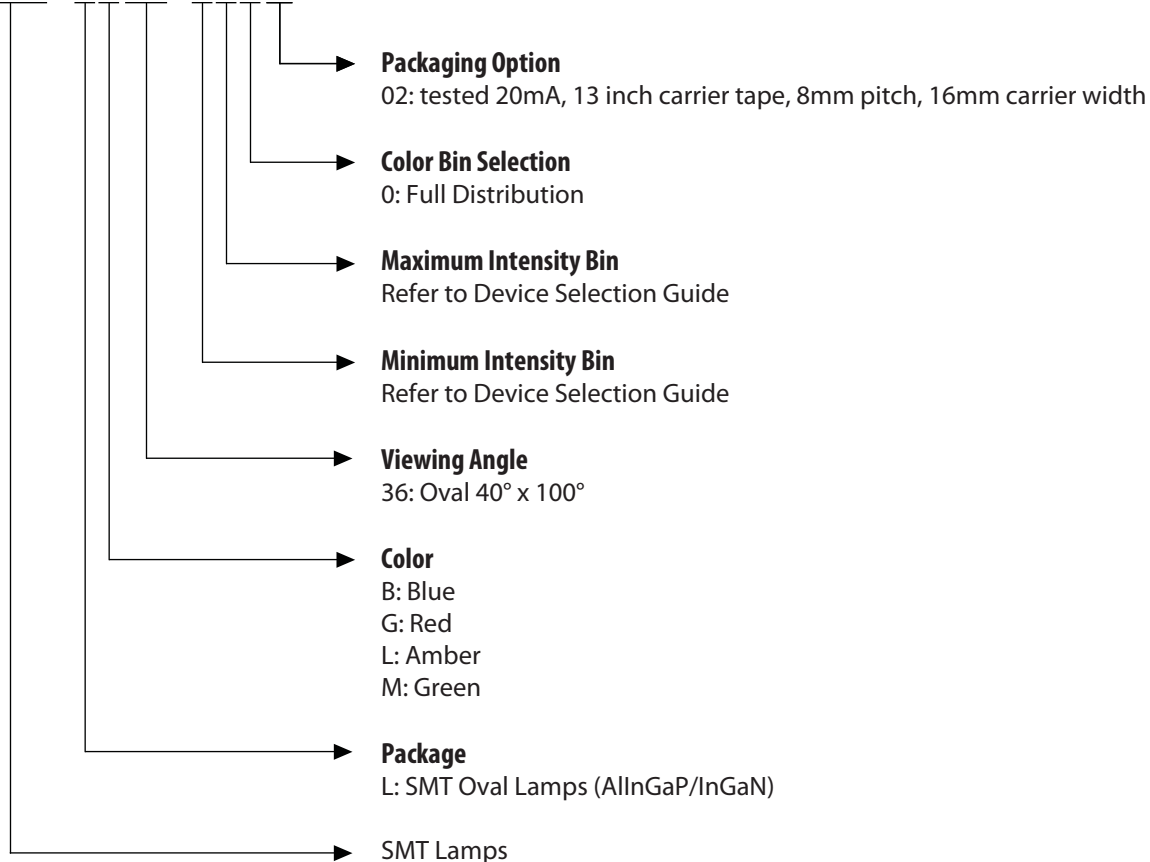 Packaging Option
02: tested 20mA, 13 inch carrier tape, 8mm pitch, 16mm carrier width
Color Bin Selection
0: Full Distribution
Maximum Intensity Bin
Refer to Device Selection Guide
Minimum Intensity Bin
Refer to Device Selection Guide
Viewing Angle
36: Oval 40° x 100°
Color
B: Blue
G: Red
L: Amber
M: Green
Package
L: SMT Oval Lamps (AlInGaP/InGaN)
SMT Lamps